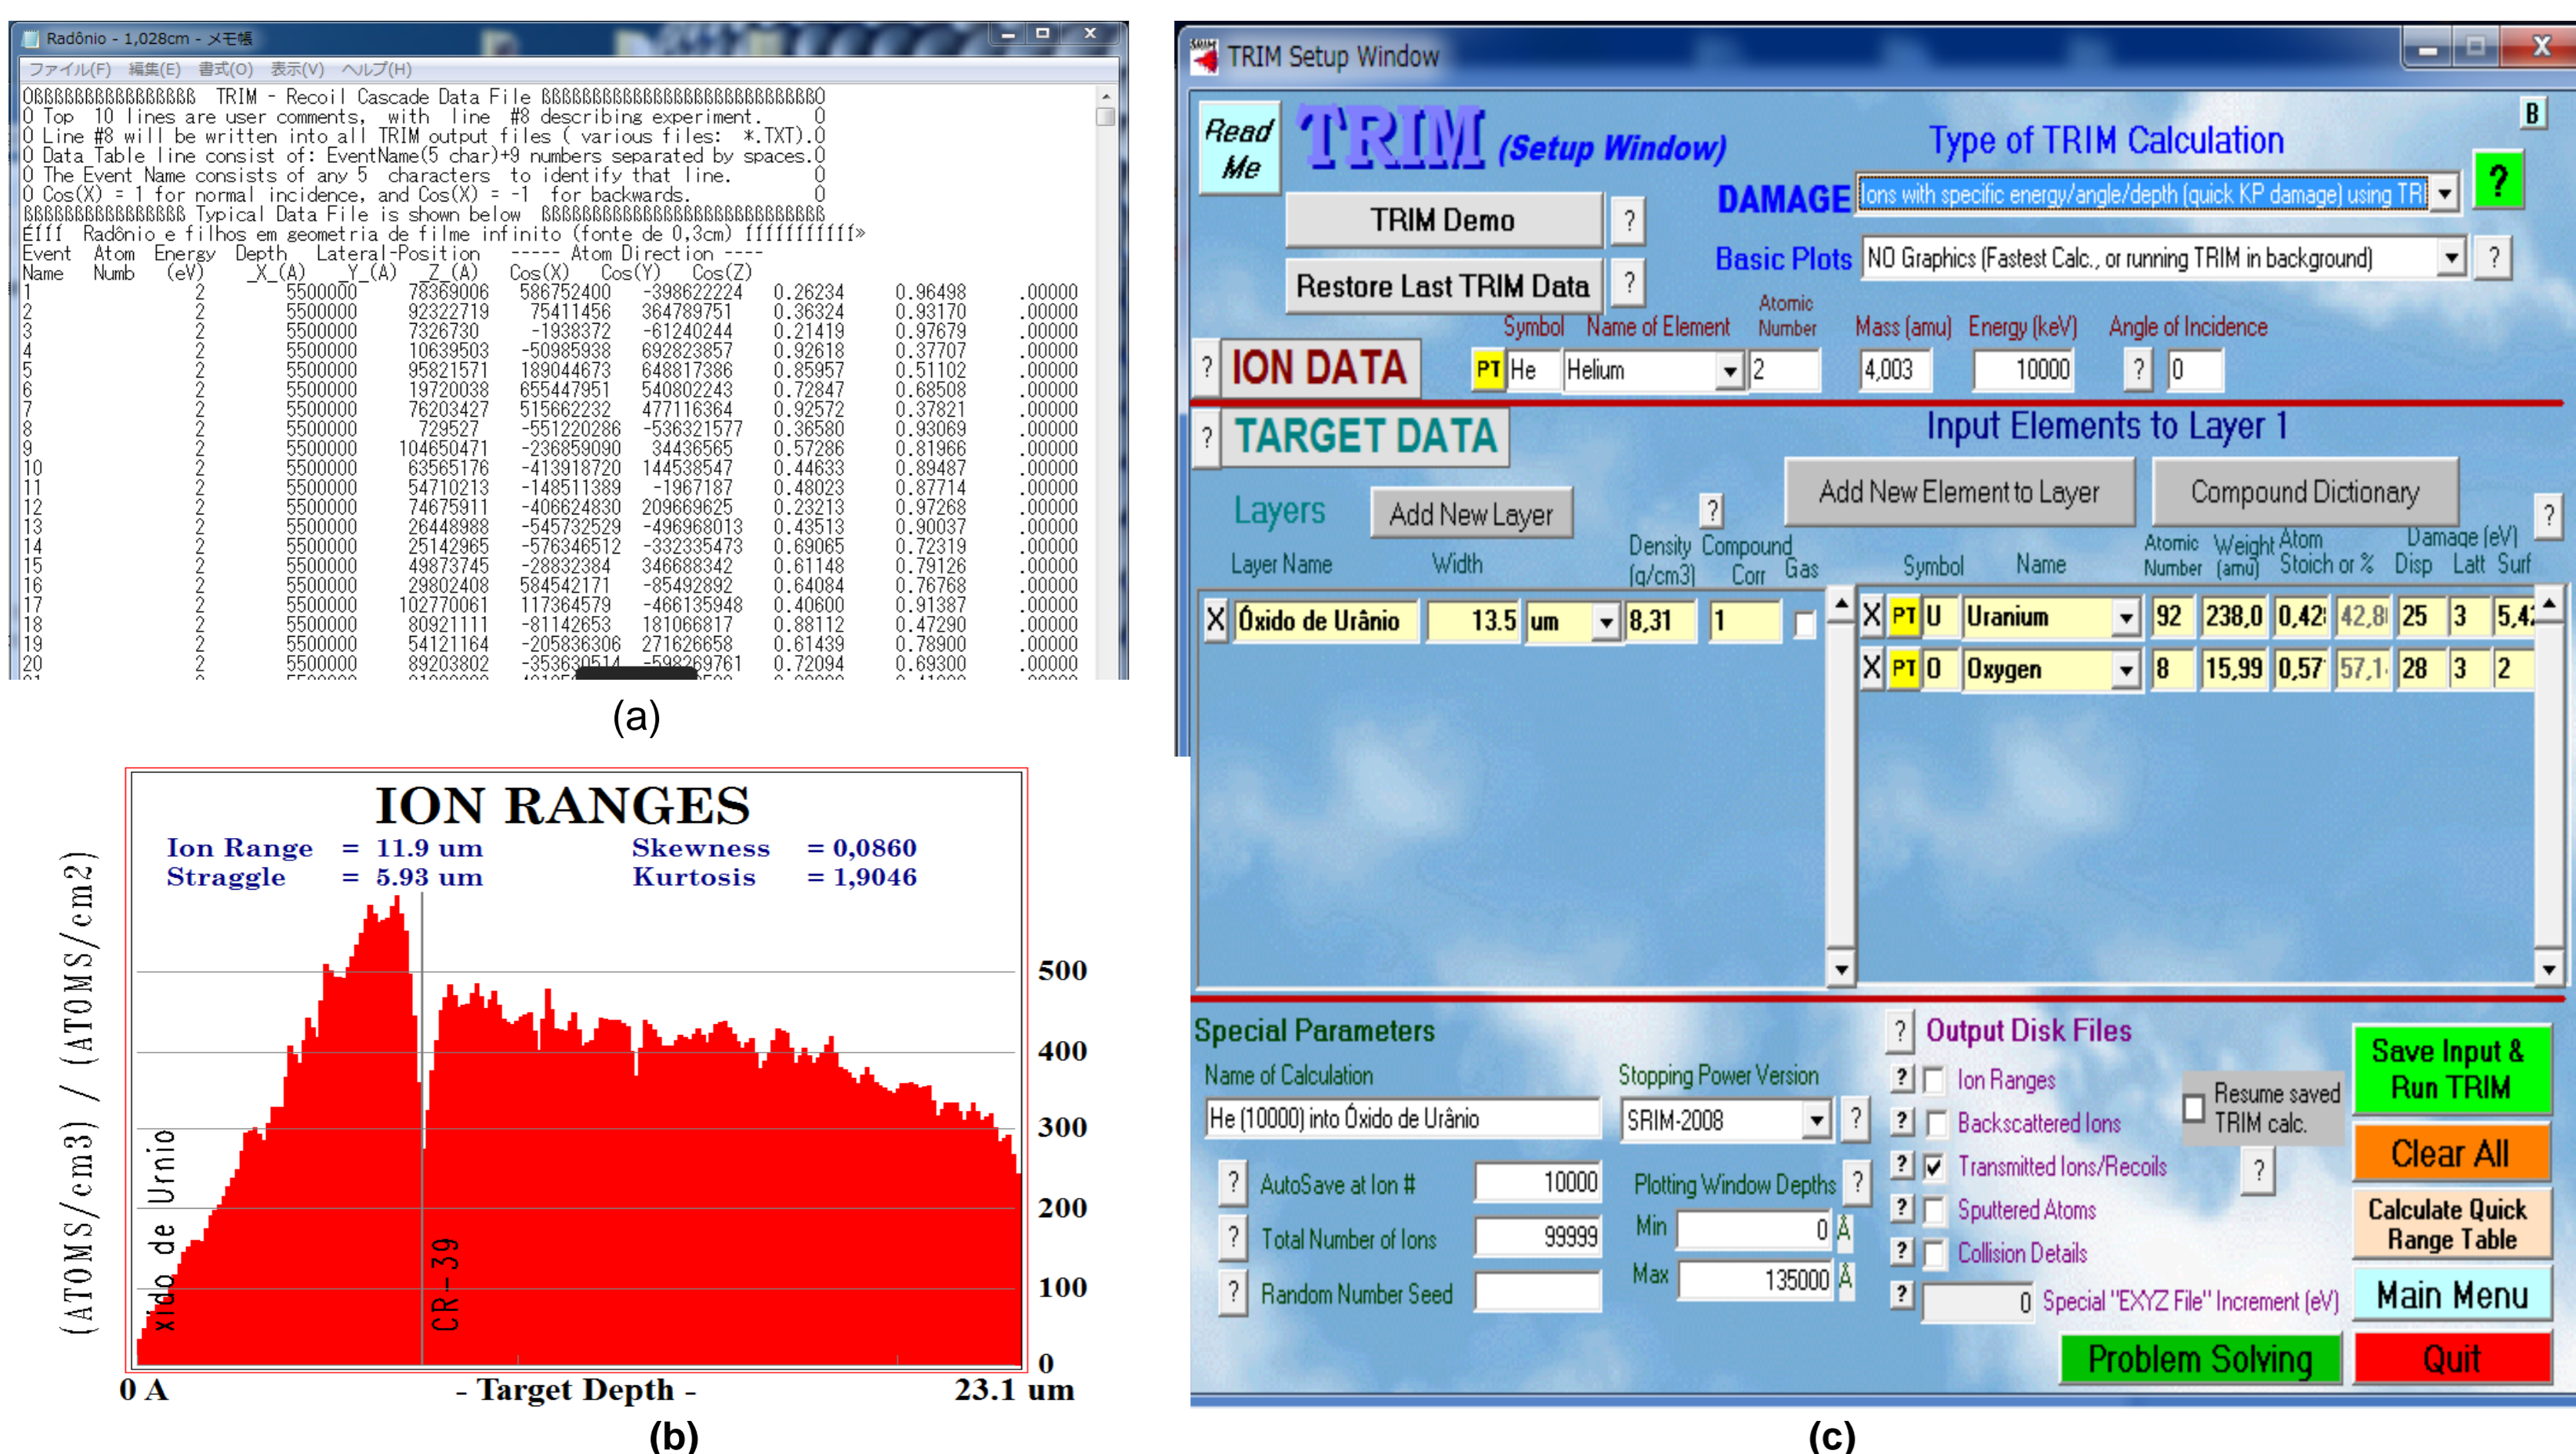 Radônio - 1,028cm - メモ帳
ファイル(F) 編集(E) 書式(O) 表示(V) ヘルプ(H)
0ßßßßßßßßßßßßßßßß TRIM - Recoil Cascade Data File ßßßßßßßßßßßßßßßßßßßßßßßßßß0
0 Top 10 lines are user comments, with line #8 describing experiment. 0
0 Line #8 will be written into all TRIM output files ( various files: *.TXT).0
0 Data Table line consist of: EventName(5 char)+9 numbers separated by spaces.0
0 The Event Name consists of any 5 characters to identify that line. 0
0 Cos(X) = 1 for normal incidence, and Cos(X) = -1 for backwards. 0
ßßßßßßßßßßßßßßßß Typical Data File is shown below ßßßßßßßßßßßßßßßßßßßßßßßßßßß
Éfff Radônio e filhos em geometria de filme infinito (fonte de 0,3cm) fffffffffff»
Event Atom Energy Depth Lateral-Position ----- Atom Direction ----
Name Numb (eV) _X_(A) _Y_(A) _Z_(A) Cos(X) Cos(Y) Cos(Z)
1 2 5500000 78369006 586752400 -398622224 0.26234 0.96498 .00000
2 2 5500000 92322719 75411456 364789751 0.36324 0.93170 .00000
3 2 5500000 7326730 -1938372 -61240244 0.21419 0.97679 .00000
4 2 5500000 10639503 -50985938 692823857 0.92618 0.37707 .00000
5 2 5500000 95821571 189044673 648817386 0.85957 0.51102 .00000
6 2 5500000 19720038 655447951 540802243 0.72847 0.68508 .00000
7 2 5500000 76203427 515662232 477116364 0.92572 0.37821 .00000
8 2 5500000 729527 -551220286 -536321577 0.36580 0.93069 .00000
9 2 5500000 104650471 -236859090 34436565 0.57286 0.81966 .00000
10 2 5500000 63565176 -413918720 144538547 0.44633 0.89487 .00000
11 2 5500000 54710213 -148511389 -1967187 0.48023 0.87714 .00000
12 2 5500000 74675911 -406624830 209669625 0.23213 0.97268 .00000
13 2 5500000 26448988 -545732529 -496968013 0.43513 0.90037 .00000
14 2 5500000 25142965 -576346512 -332335473 0.69065 0.72319 .00000
15 2 5500000 49873745 -28832384 346688342 0.61148 0.79126 .00000
16 2 5500000 29802408 584542171 -85492892 0.64084 0.76768 .00000
17 2 5500000 102770061 117364579 -466135948 0.40600 0.91387 .00000
18 2 5500000 80921111 -81142653 181066817 0.88112 0.47290 .00000
19 2 5500000 54121164 -205836306 271626658 0.61439 0.78900 .00000
20 2 5500000 89203802 -353630514 -598269761 0.72094 0.69300 .00000
(a)
ION RANGES
Ion Range = 11.9 um Skewness = 0,0860
Straggle = 5.93 um Kurtosis = 1,9046
(ATOMS/cm3) / (ATOMS/cm2)
xido de Urnio
CR-39
500
400
300
200
100
0
0 A - Target Depth - 23.1 um
(b)
TRIM Setup Window
Read Me
TRIM (Setup Window)
Type of TRIM Calculation
B
TRIM Demo ?
DAMAGE Ions with specific energy/angle/depth (quick KP damage) using TR ?
Restore Last TRIM Data ?
Basic Plots NO Graphics (Fastest Calc., or running TRIM in background) ?
Symbol Name of Element Atomic Number Mass (amu) Energy (keV) Angle of Incidence
? ION DATA PT He Helium 2 4,003 10000 ? 0
? TARGET DATA
Input Elements to Layer 1
Layers Add New Layer ?
Add New Element to Layer Compound Dictionary ?
Layer Name Width Density (g/cm3) Compound Corr Gas
Symbol Name Atomic Number Weight (amu) Atom Stoich or % Damage (eV) Disp Latt Surf
X Óxido de Urânio 13.5 um 8,31 1
X PT U Uranium 92 238,0 0,42 42,8 25 3 5,4
X PT O Oxygen 8 15,99 0,57 57,1 28 3 2
Special Parameters
Name of Calculation
He (10000) into Óxido de Urânio
Stopping Power Version
SRIM-2008 ?
? AutoSave at Ion # 10000
? Total Number of Ions 99999
? Random Number Seed
Plotting Window Depths ?
Min 0 Å
Max 135000 Å
? Output Disk Files
? Ion Ranges
? Backscattered Ions
? Transmitted Ions/Recoils
? Sputtered Atoms
? Collision Details
? 0 Special "EXYZ File" Increment (eV)
Resume saved TRIM calc.
?
Save Input & Run TRIM
Clear All
Calculate Quick Range Table
Main Menu
Problem Solving
Quit
(c)